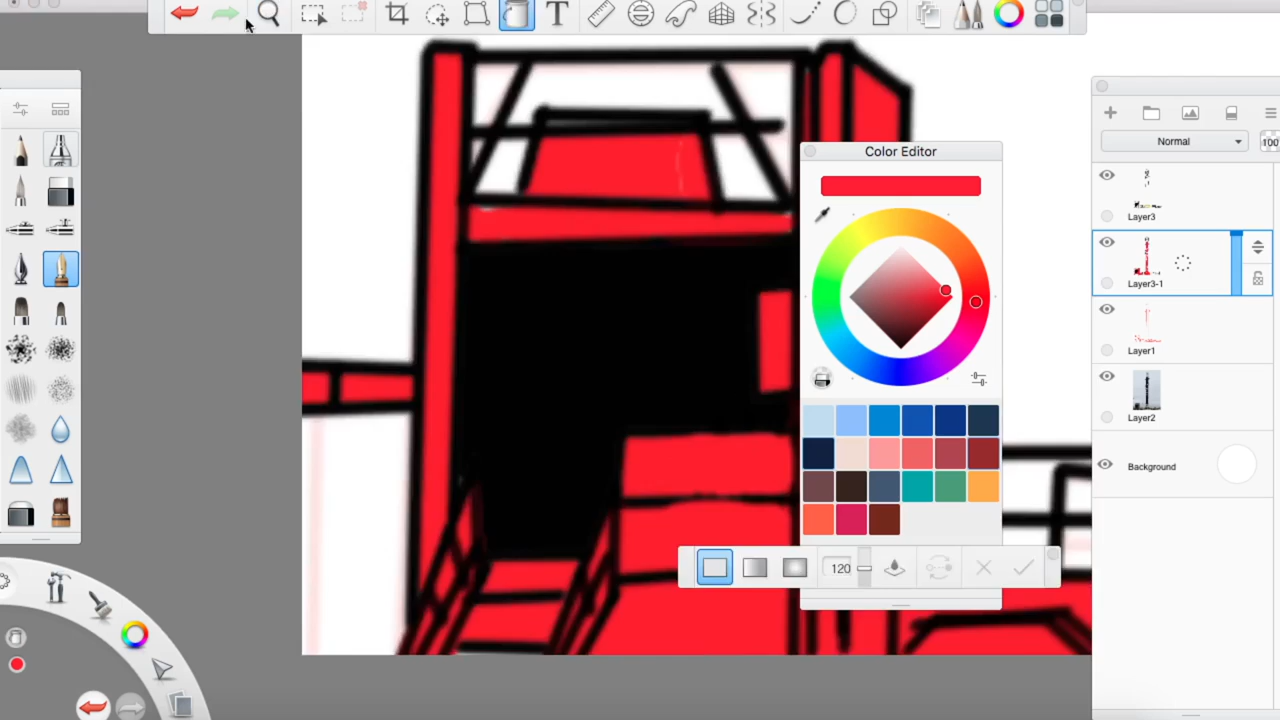 T
Color Editor
Normal
100
Layer3
Layer3-1
Layer1
Layer2
Background
120